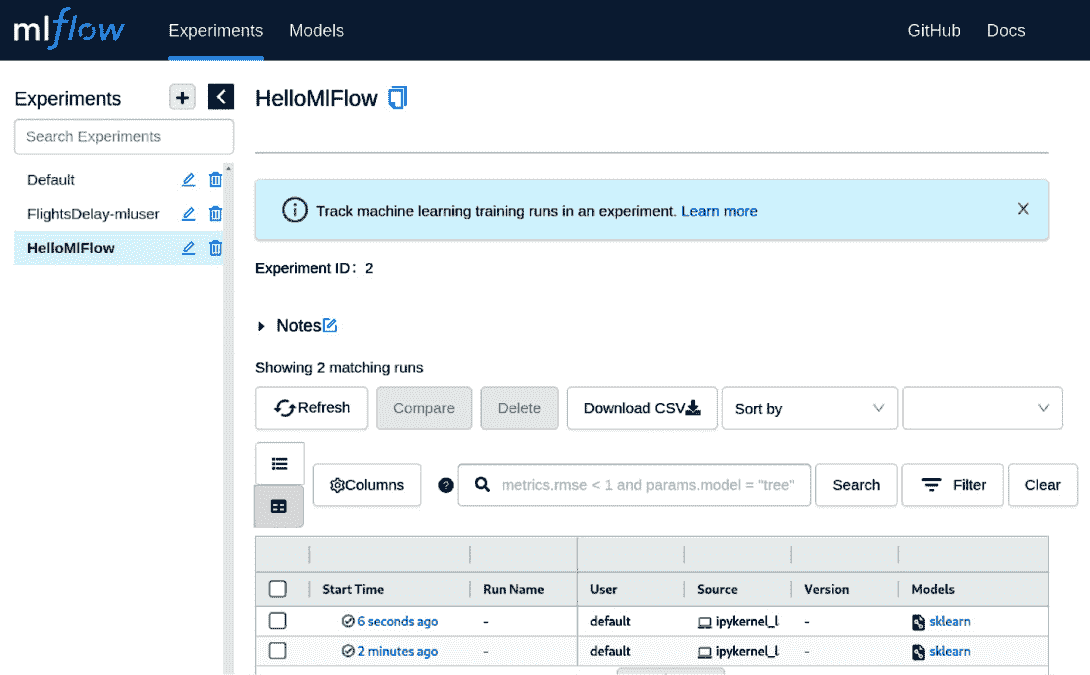 mlflow Experiments Models GitHub Docs
Experiments
Search Experiments
Default
FlightsDelay-mluser
HelloMlFlow
HelloMlFlow
Track machine learning training runs in an experiment. Learn more
Experiment ID: 2
Notes
Showing 2 matching runs
Refresh Compare Delete Download CSV Sort by
Columns metrics.rmse < 1 and params.model = "tree" Search Filter Clear
Start Time Run Name User Source Version Models
6 seconds ago - default ipykernel_l - sklearn
2 minutes ago - default ipykernel_l - sklearn